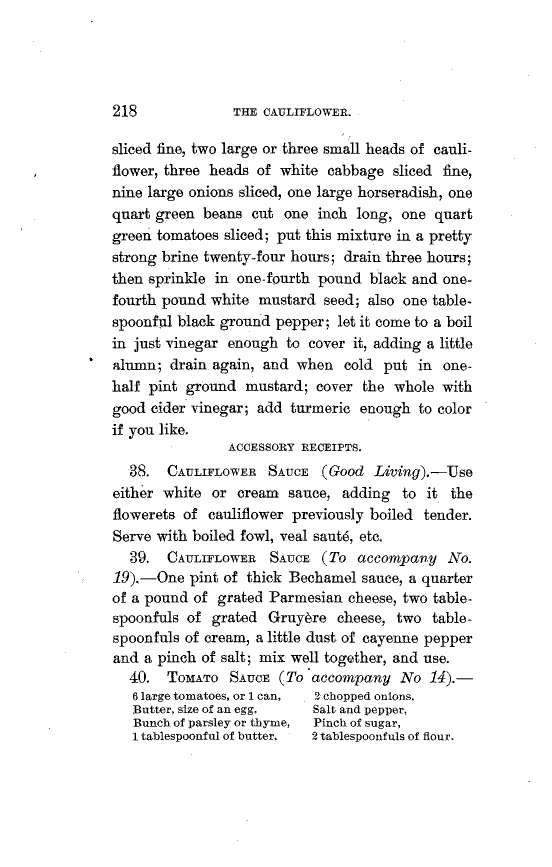 218 THE CAULIFLOWER.
sliced fine, two large or three small heads of cauli-
flower, three heads of white cabbage sliced fine,
nine large onions sliced, one large horseradish, one
quart green beans cut one inch long, one quart
green tomatoes sliced; put this mixture in a pretty
strong brine twenty-four hours; drain three hours;
then sprinkle in one-fourth pound black and one-
fourth pound white mustard seed; also one table-
spoonful black ground pepper; let it come to a boil
in just vinegar enough to cover it, adding a little
alumn; drain again, and when cold put in one-
half pint ground mustard; cover the whole with
good cider vinegar; add turmeric enough to color
if you like.
ACCESSORY RECEIPTS.
38. CAULIFLOWER SAUCE (Good Living).—Use
either white or cream sauce, adding to it the
flowerets of cauliflower previously boiled tender.
Serve with boiled fowl, veal sauté, etc.
39. CAULIFLOWER SAUCE (To accompany No.
19).—One pint of thick Bechamel sauce, a quarter
of a pound of grated Parmesian cheese, two table-
spoonfuls of grated Gruyère cheese, two table-
spoonfuls of cream, a little dust of cayenne pepper
and a pinch of salt; mix well together, and use.
40. TOMATO SAUCE (To accompany No 14).—
6 large tomatoes, or 1 can, 2 chopped onions,
Butter, size of an egg, Salt and pepper,
Bunch of parsley or thyme, Pinch of sugar,
1 tablespoonful of butter, 2 tablespoonfuls of flour.